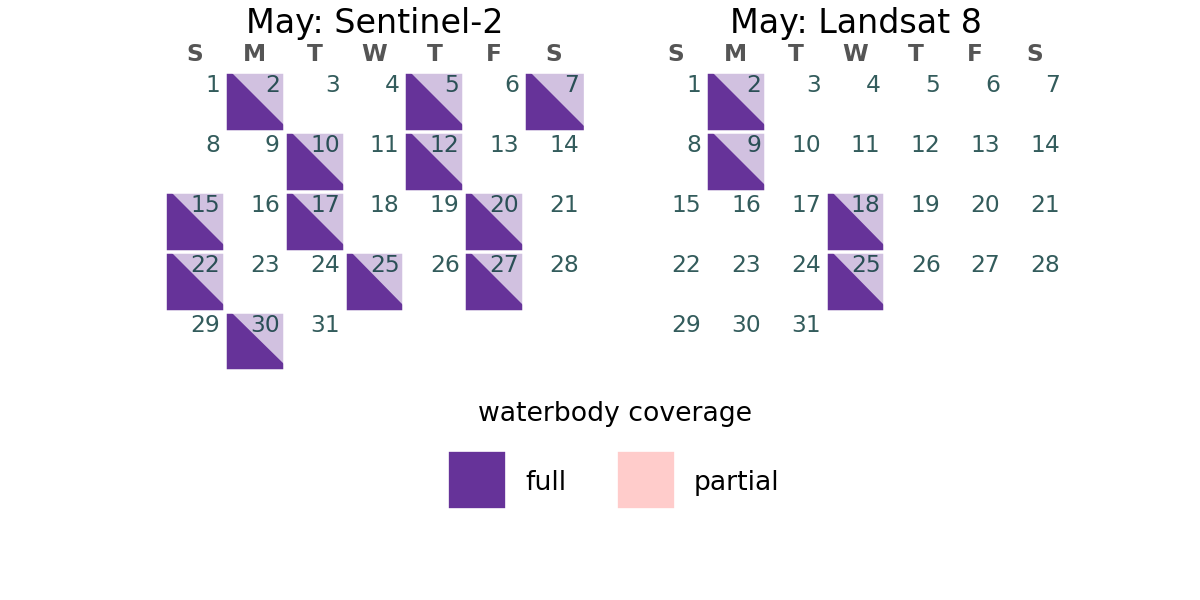 May: Sentinel-2
S M T W T F S
1 2 3 4 5 6 7
8 9 10 11 12 13 14
15 16 17 18 19 20 21
22 23 24 25 26 27 28
29 30 31
May: Landsat 8
S M T W T F S
1 2 3 4 5 6 7
8 9 10 11 12 13 14
15 16 17 18 19 20 21
22 23 24 25 26 27 28
29 30 31
waterbody coverage
full partial